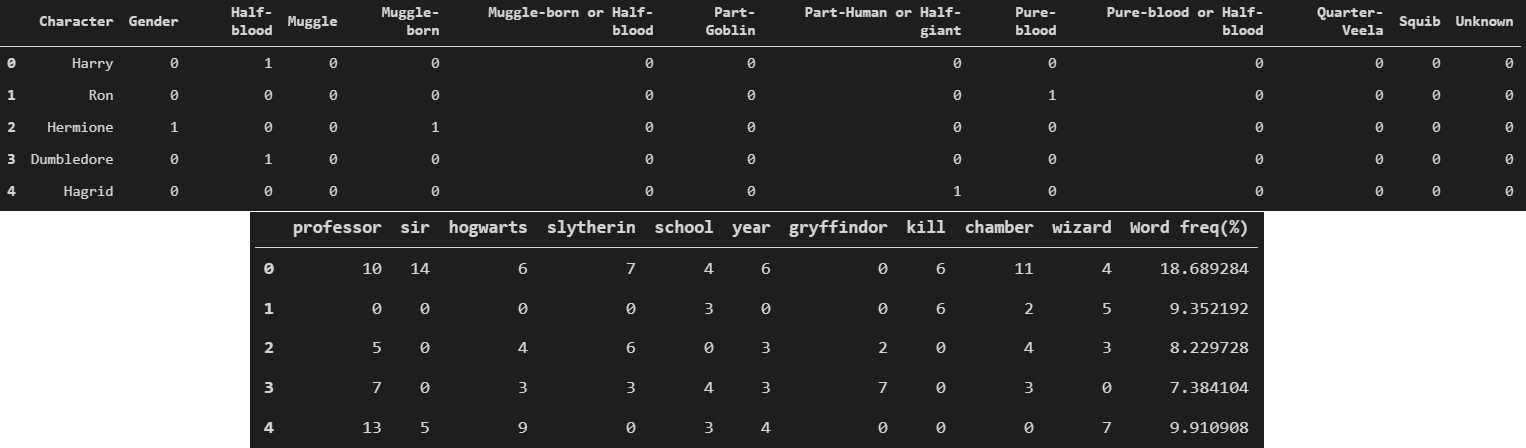 Character Gender Half-blood Muggle Muggle-born Muggle-born or Half-blood Part-Goblin Part-Human or Half-giant Pure-blood Pure-blood or Half-blood Quarter-Veela Squib Unknown
0 Harry 0 1 0 0 0 0 0 0 0 0 0 0
1 Ron 0 0 0 0 0 0 0 1 0 0 0 0
2 Hermione 1 0 0 1 0 0 0 0 0 0 0 0
3 Dumbledore 0 1 0 0 0 0 0 0 0 0 0 0
4 Hagrid 0 0 0 0 0 0 1 0 0 0 0 0
professor sir hogwarts slytherin school year gryffindor kill chamber wizard Word freq(%)
0 10 14 6 7 4 6 0 6 11 4 18.689284
1 0 0 0 0 3 0 0 6 2 5 9.352192
2 5 0 4 6 0 3 2 0 4 3 8.229728
3 7 0 3 3 4 3 7 0 3 0 7.384104
4 13 5 9 0 3 4 0 0 0 7 9.910908